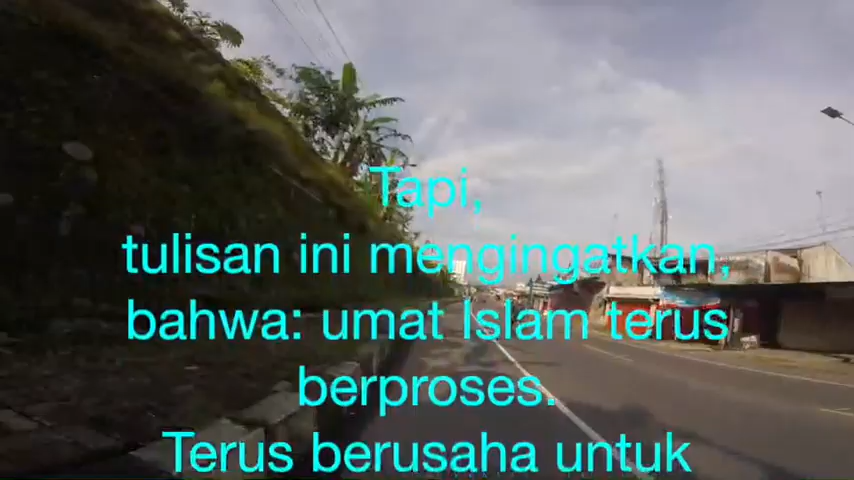 Tapi,
tulisan ini mengingatkan,
bahwa: umat Islam terus
berproses.
Terus berusaha untuk